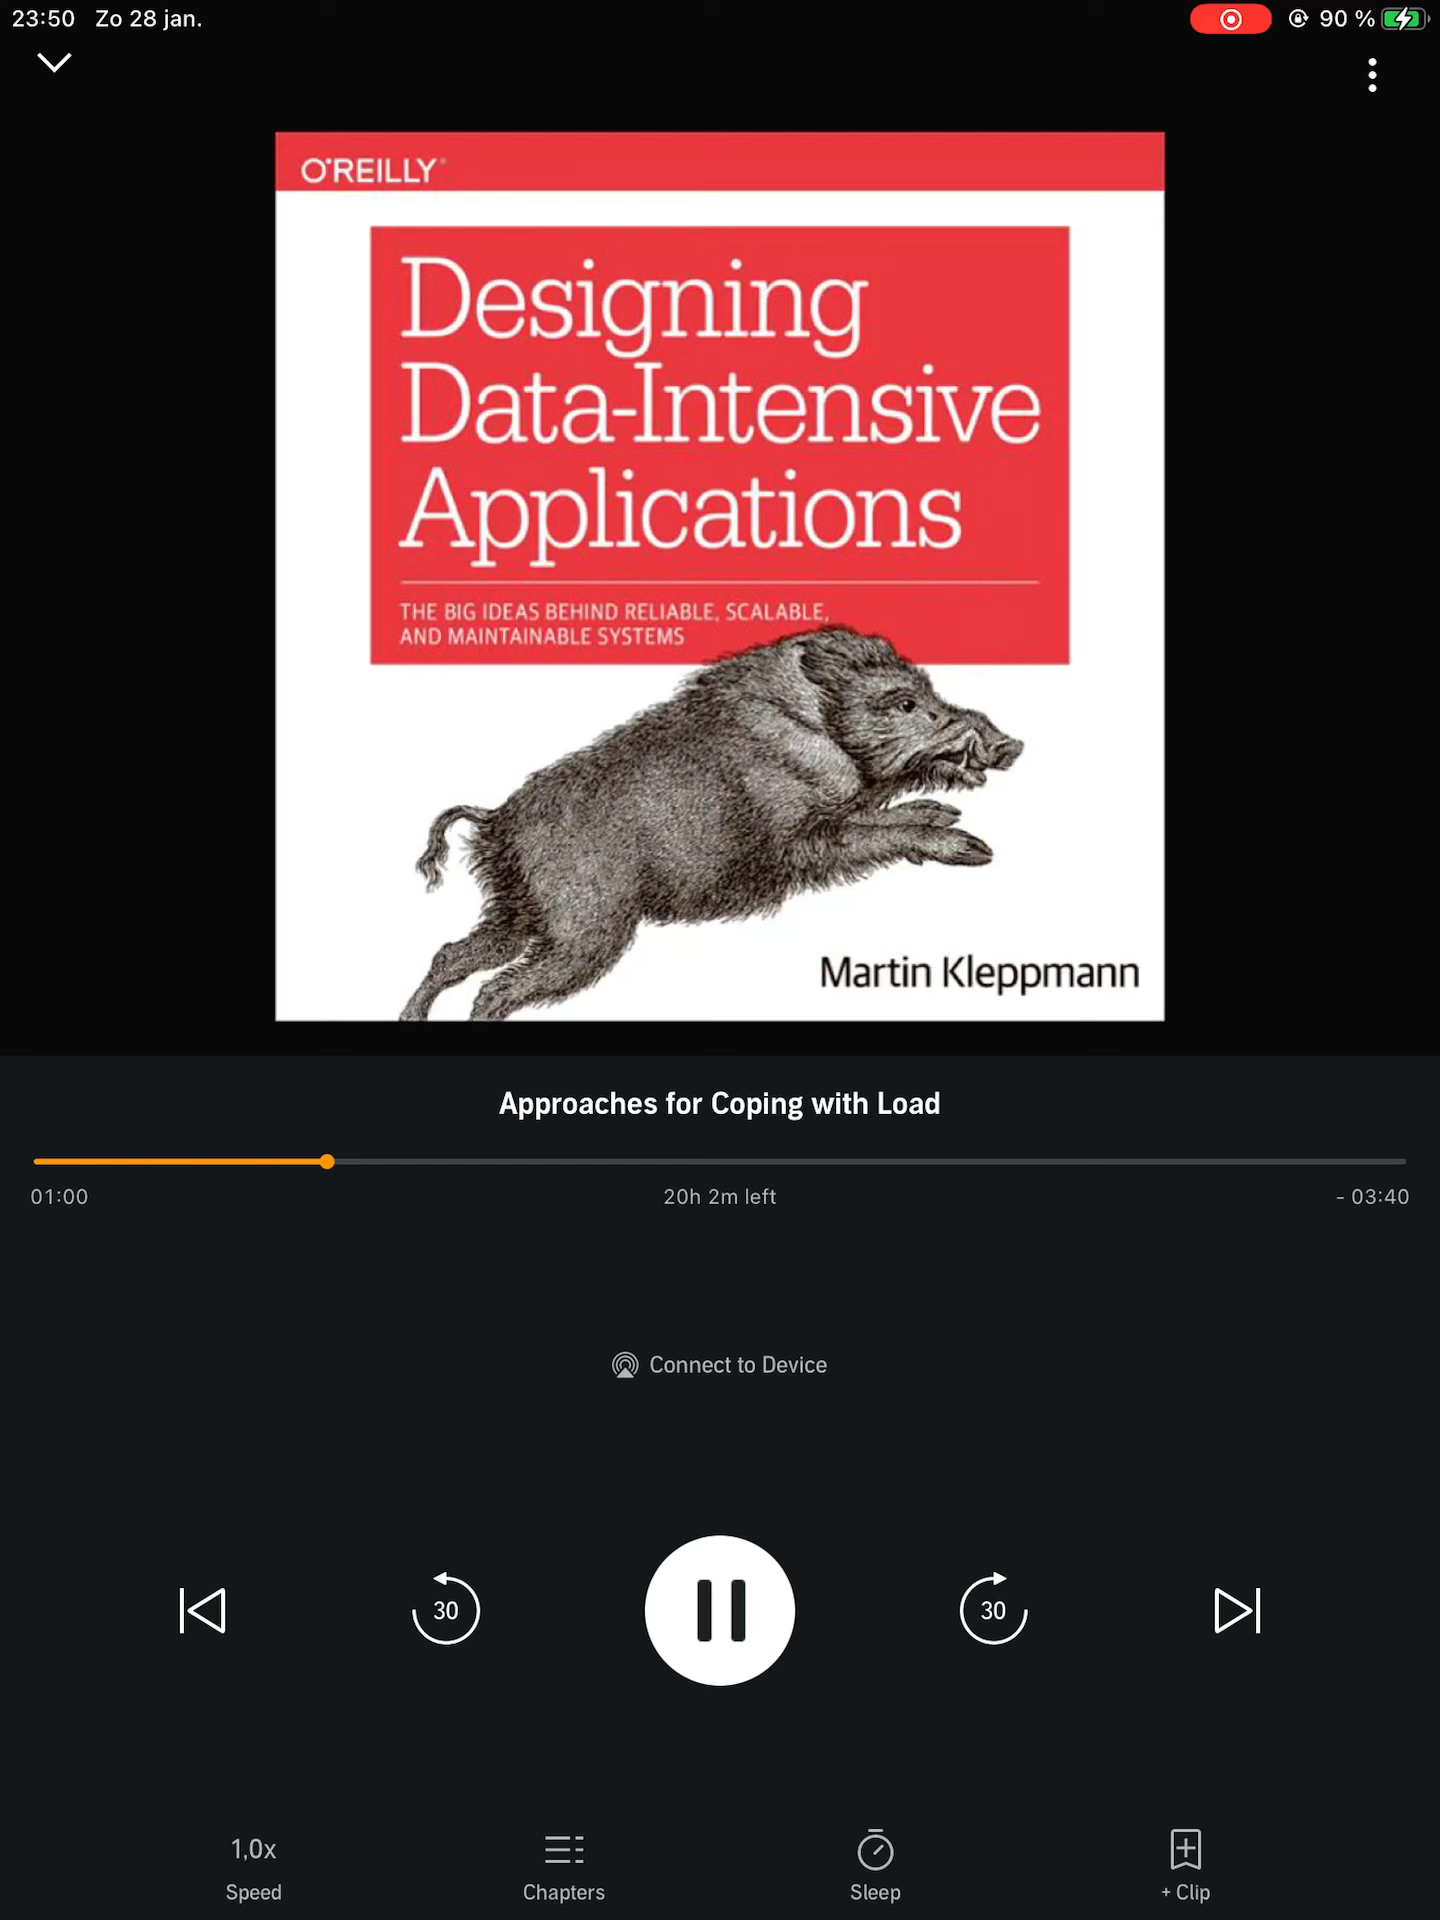 23:50 Zo 28 jan.
90 %
O'REILLY®
Designing
Data-Intensive
Applications
THE BIG IDEAS BEHIND RELIABLE, SCALABLE,
AND MAINTAINABLE SYSTEMS
Martin Kleppmann
Approaches for Coping with Load
01:00
20h 2m left
- 03:40
Connect to Device
30
30
1,0x
Speed
Chapters
Sleep
+ Clip